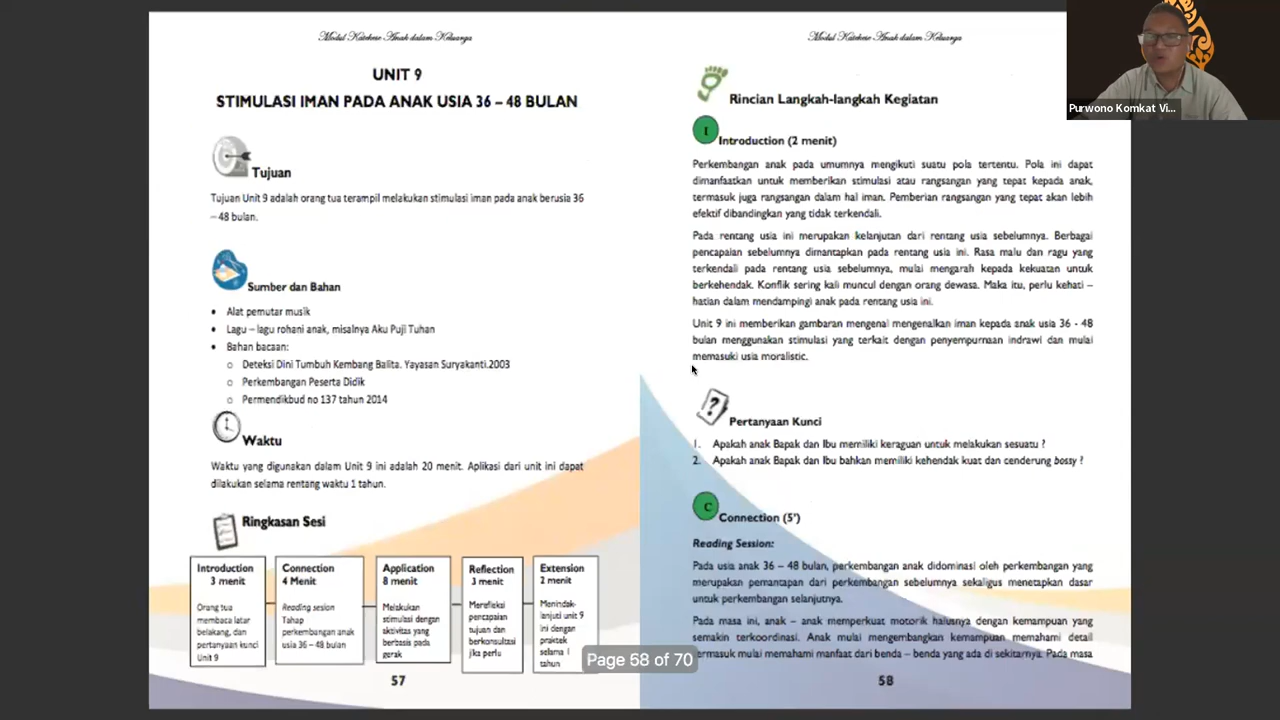 Modul Katekese Anak dalam Keluarga
UNIT 9
STIMULASI IMAN PADA ANAK USIA 36 – 48 BULAN
Tujuan
Tujuan Unit 9 adalah orang tua terampil melakukan stimulasi iman pada anak berusia 36
– 48 bulan.
Sumber dan Bahan
• Alat pemutar musik
• Lagu – lagu rohani anak, misalnya Aku Puji Tuhan
• Bahan bacaan:
o Deteksi Dini Tumbuh Kembang Balita. Yayasan Suryakanti.2003
o Perkembangan Peserta Didik
o Permendikbud no 137 tahun 2014
Waktu
Waktu yang digunakan dalam Unit 9 ini adalah 20 menit. Aplikasi dari unit ini dapat
dilakukan selama rentang waktu 1 tahun.
Ringkasan Sesi
Introduction
3 menit
Orang tua
membaca latar
belakang, dan
pertanyaan kunci
Unit 9
Connection
4 Menit
Reading sesion
Tahap
perkembangan anak
usia 36 – 48 bulan
Application
8 menit
Melakukan
stimulasi dengan
aktivitas yang
berbasis pada
gerak
Reflection
3 menit
Merefleksi
pencapaian
tujuan dan
berkonsultasi
jika perlu
Extension
2 menit
Menindak-
lanjuti unit 9
ini dengan
praktek
selama 1
tahun
57
Modul Katekese Anak dalam Keluarga
Rincian Langkah-langkah Kegiatan
I
Introduction (2 menit)
Perkembangan anak pada umumnya mengikuti suatu pola tertentu. Pola ini dapat
dimanfaatkan untuk memberikan stimulasi atau rangsangan yang tepat kepada anak,
termasuk juga rangsangan dalam hal iman. Pemberian rangsangan yang tepat akan lebih
efektif dibandingkan yang tidak terkendali.
Pada rentang usia ini merupakan kelanjutan dari rentang usia sebelumnya. Berbagai
pencapaian sebelumnya dimantapkan pada rentang usia ini. Rasa malu dan ragu yang
terkendali pada rentang usia sebelumnya, mulai mengarah kepada kekuatan untuk
berkehendak. Konflik sering kali muncul dengan orang dewasa. Maka itu, perlu kehati –
hatian dalam mendampingi anak pada rentang usia ini.
Unit 9 ini memberikan gambaran mengenai mengenalkan iman kepada anak usia 36 - 48
bulan menggunakan stimulasi yang terkait dengan penyempurnaan indrawi dan mulai
memasuki usia moralistic.
?
Pertanyaan Kunci
1. Apakah anak Bapak dan Ibu memiliki keraguan untuk melakukan sesuatu ?
2. Apakah anak Bapak dan Ibu bahkan memiliki kehendak kuat dan cenderung bossy ?
C
Connection (5')
Reading Session:
Pada usia anak 36 – 48 bulan, perkembangan anak didominasi oleh perkembangan yang
merupakan pemantapan dari perkembangan sebelumnya sekaligus menetapkan dasar
untuk perkembangan selanjutnya.
Pada masa ini, anak – anak memperkuat motorik halusnya dengan kemampuan yang
semakin terkoordinasi. Anak mulai mengembangkan kemampuan memahami detail
termasuk mulai memahami manfaat dari benda – benda yang ada di sekitarnya. Pada masa
58
Page 58 of 70
Purwono Komkat Vi...